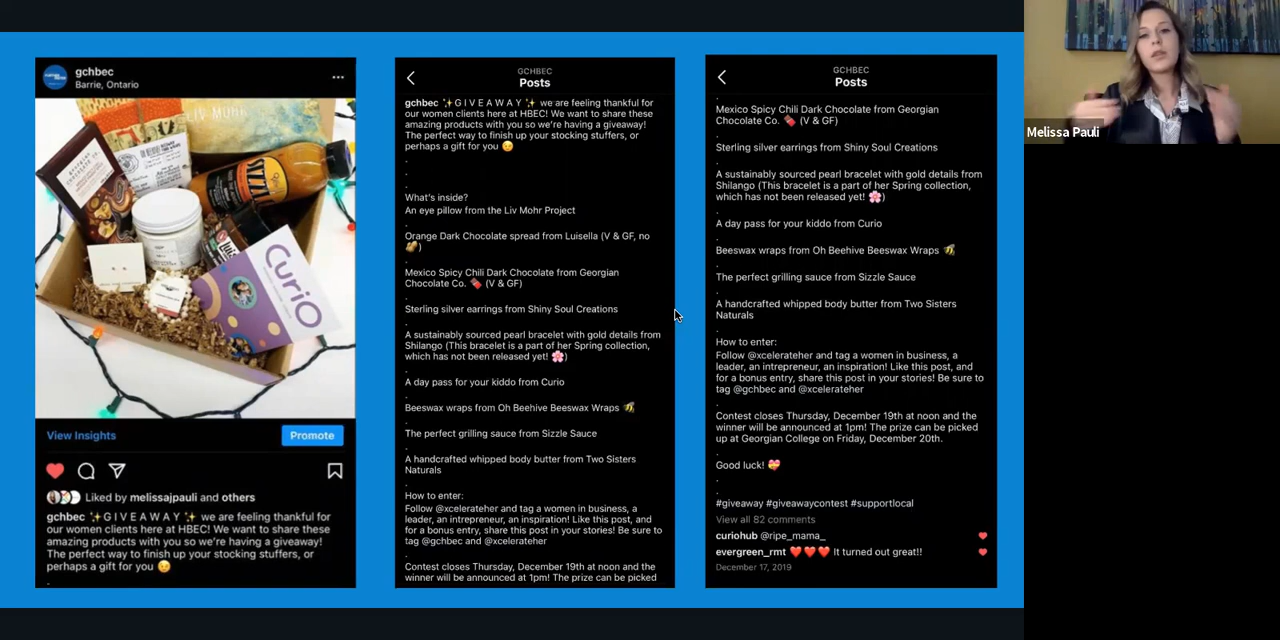 gchbec
Barrie, Ontario
LIV MOHR
SIZZL
Luis
Curio
View Insights
Promote
Liked by melissajpauli and others
gchbec ✨G I V E A W A Y ✨ we are feeling thankful for
our women clients here at HBEC! We want to share these
amazing products with you so we're having a giveaway!
The perfect way to finish up your stocking stuffers, or
perhaps a gift for you 😉
.
GCHBEC
Posts
gchbec ✨G I V E A W A Y ✨ we are feeling thankful for
our women clients here at HBEC! We want to share these
amazing products with you so we're having a giveaway!
The perfect way to finish up your stocking stuffers, or
perhaps a gift for you 😉
.
.
.
What's inside?
An eye pillow from the Liv Mohr Project
.
Orange Dark Chocolate spread from Luisella (V & GF, no
🥜)
.
Mexico Spicy Chili Dark Chocolate from Georgian
Chocolate Co. 🍫 (V & GF)
.
Sterling silver earrings from Shiny Soul Creations
.
A sustainably sourced pearl bracelet with gold details from
Shilango (This bracelet is a part of her Spring collection,
which has not been released yet! 🌸)
.
A day pass for your kiddo from Curio
.
Beeswax wraps from Oh Beehive Beeswax Wraps 🐝
.
The perfect grilling sauce from Sizzle Sauce
.
A handcrafted whipped body butter from Two Sisters
Naturals
.
How to enter:
Follow @xcelerateher and tag a women in business, a
leader, an intrepreneur, an inspiration! Like this post, and
for a bonus entry, share this post in your stories! Be sure to
tag @gchbec and @xcelerateher
.
Contest closes Thursday, December 19th at noon and the
winner will be announced at 1pm! The prize can be picked
GCHBEC
Posts
.
Mexico Spicy Chili Dark Chocolate from Georgian
Chocolate Co. 🍫 (V & GF)
.
Sterling silver earrings from Shiny Soul Creations
.
A sustainably sourced pearl bracelet with gold details from
Shilango (This bracelet is a part of her Spring collection,
which has not been released yet! 🌸)
.
A day pass for your kiddo from Curio
.
Beeswax wraps from Oh Beehive Beeswax Wraps 🐝
.
The perfect grilling sauce from Sizzle Sauce
.
A handcrafted whipped body butter from Two Sisters
Naturals
.
How to enter:
Follow @xcelerateher and tag a women in business, a
leader, an intrepreneur, an inspiration! Like this post, and
for a bonus entry, share this post in your stories! Be sure to
tag @gchbec and @xcelerateher
.
Contest closes Thursday, December 19th at noon and the
winner will be announced at 1pm! The prize can be picked
up at Georgian College on Friday, December 20th.
.
Good luck! 💝
.
.
#giveaway #giveawaycontest #supportlocal
View all 82 comments
curiohub @ripe_mama_
evergreen_rmt ❤️❤️❤️ It turned out great!!
December 17, 2019
Melissa Pauli